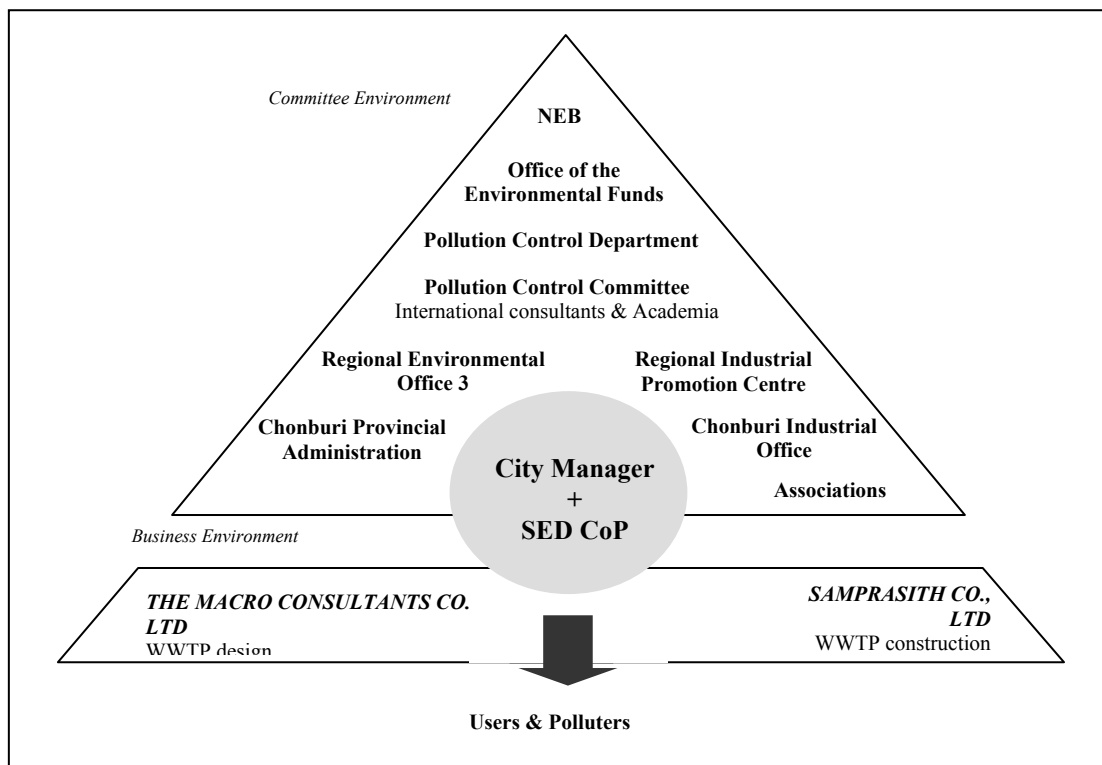 Committee Environment
NEB
Office of the
Environmental Funds
Pollution Control Department
Pollution Control Committee
International consultants & Academia
Regional Environmental
Office 3
Regional Industrial
Promotion Centre
Chonburi Provincial
Administration
Chonburi Industrial
Office
Associations
City Manager
+
SED CoP
Business Environment
THE MACRO CONSULTANTS CO.
LTD
WWTP design
SAMPRASITH CO.,
LTD
WWTP construction
Users & Polluters